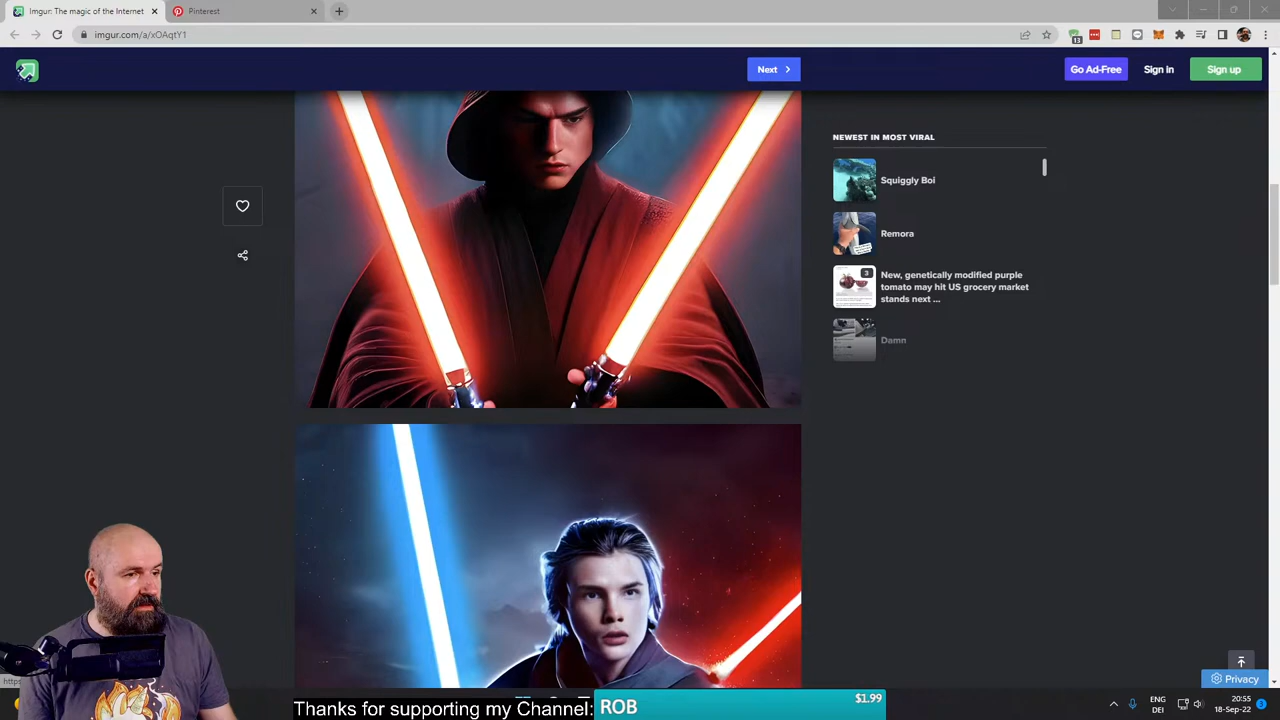 Imgur: The magic of the Internet
Pinterest
imgur.com/a/xOAqtY1
13
Next
Go Ad-Free
Sign in
Sign up
NEWEST IN MOST VIRAL
Squiggly Boi
Remora
3
New, genetically modified purple
tomato may hit US grocery market
stands next ...
Damn
Privacy
Thanks for supporting my Channel:
ROB
$1.99
ENG
DEI
20:55
18-Sep-22